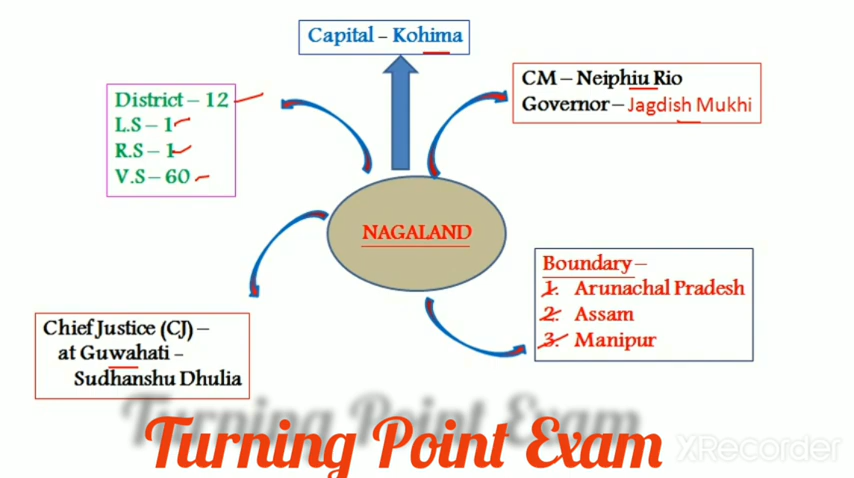 Capital – Kohima
District – 12
L.S – 1
R.S – 1
V.S – 60
CM – Neiphiu Rio
Governor – Jagdish Mukhi
NAGALAND
Boundary –
1. Arunachal Pradesh
2. Assam
3. Manipur
Chief Justice (CJ) –
at Guwahati –
Sudhanshu Dhulia
Turning Point Exam
XRecorder